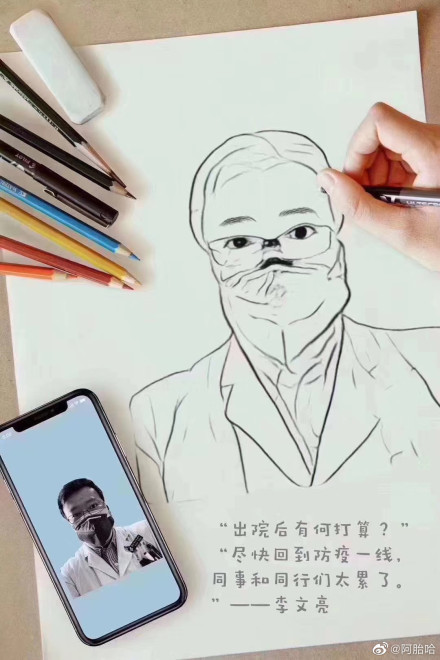 “出院后有何打算？”
“尽快回到防疫一线，
同事和同行们太累了。
”——李文亮
@阿胎哈